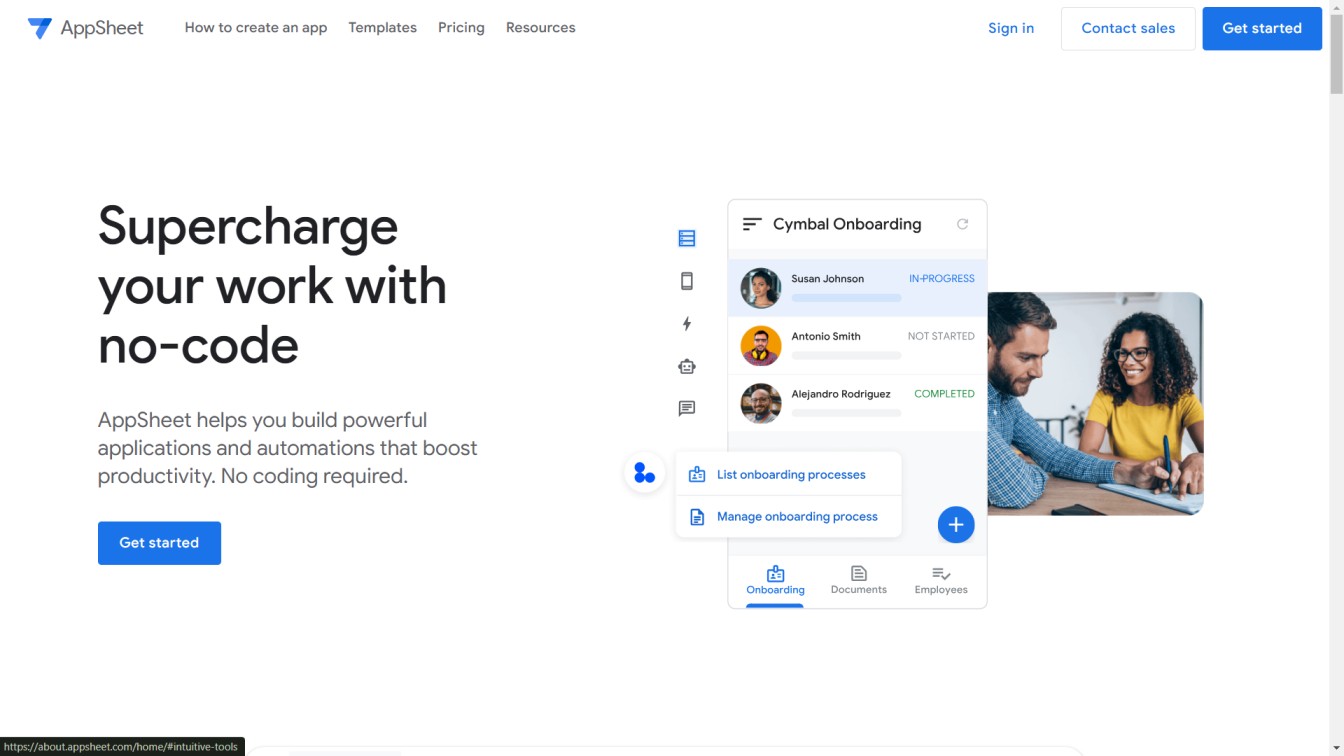 AppSheet
How to create an app
Templates
Pricing
Resources
Sign in
Contact sales
Get started
Supercharge
your work with
no-code
AppSheet helps you build powerful
applications and automations that boost
productivity. No coding required.
Get started
Cymbal Onboarding
Susan Johnson
IN-PROGRESS
Antonio Smith
NOT STARTED
Alejandro Rodriguez
COMPLETED
List onboarding processes
Manage onboarding process
Onboarding
Documents
Employees
https://about.appsheet.com/home/#intuitive-tools